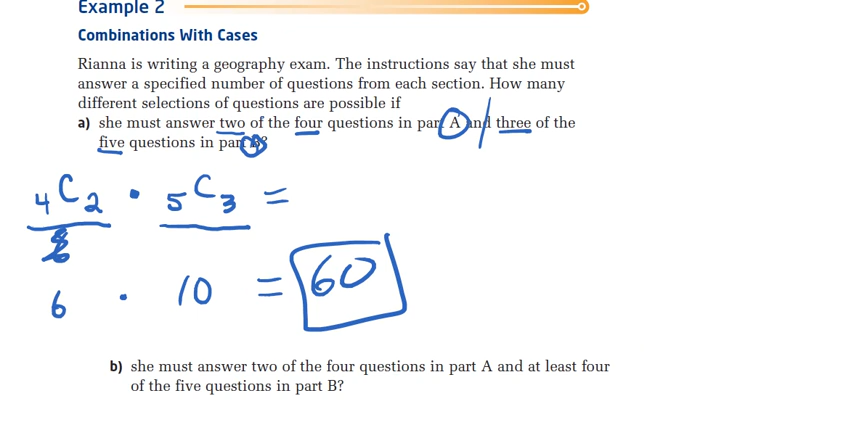 Example 2
Combinations With Cases
Rianna is writing a geography exam. The instructions say that she must
answer a specified number of questions from each section. How many
different selections of questions are possible if
a) she must answer two of the four questions in part A and three of the
five questions in part B?
4C2 · 5C3 =
6 · 10 = 60
b) she must answer two of the four questions in part A and at least four
of the five questions in part B?